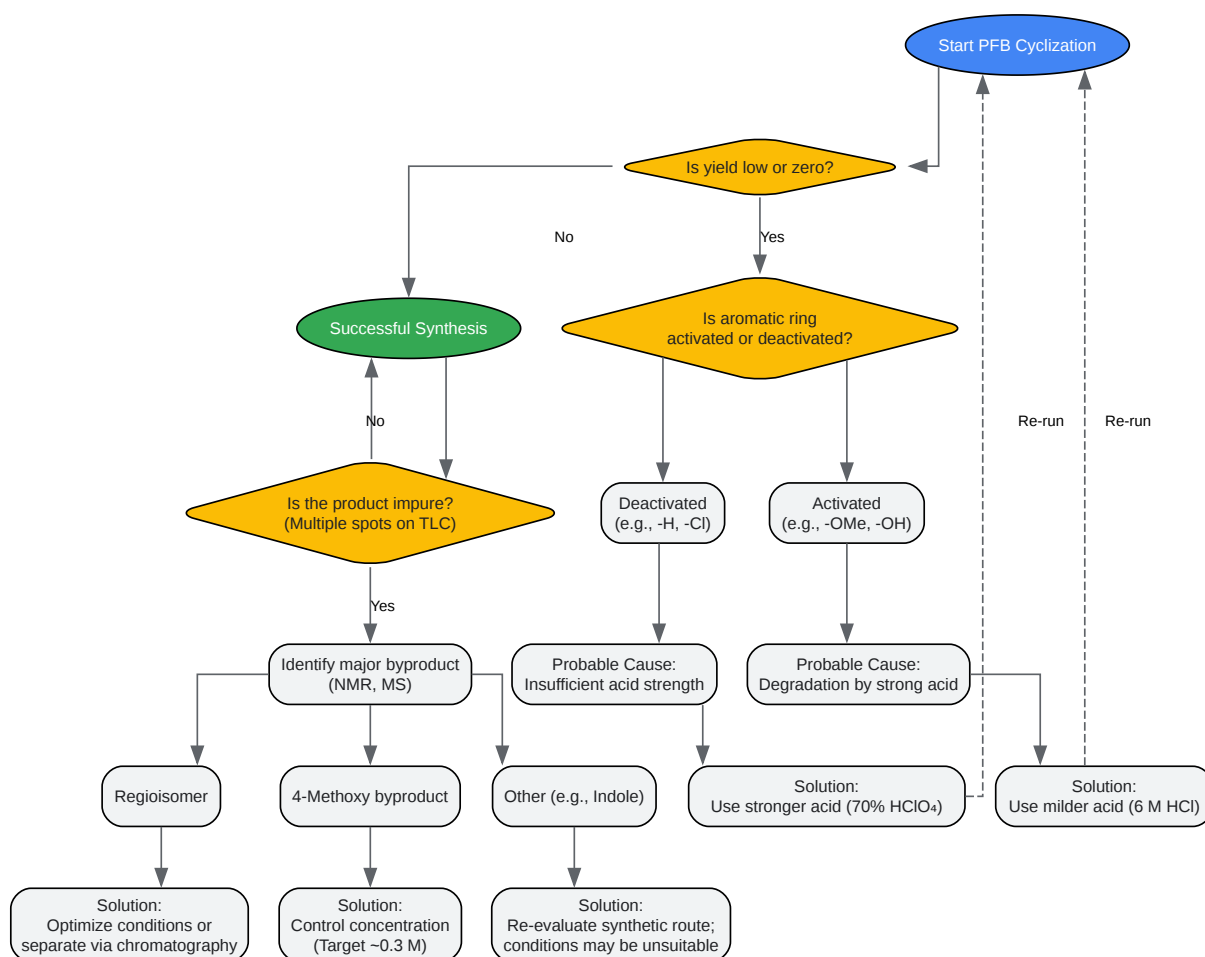 Start PFB Cyclization
Is yield low or zero?
No
Yes
Successful Synthesis
Is aromatic ring
activated or deactivated?
No
Re-run
Re-run
Is the product impure?
(Multiple spots on TLC)
Deactivated
(e.g., -H, -Cl)
Activated
(e.g., -OMe, -OH)
Yes
Identify major byproduct
(NMR, MS)
Probable Cause:
Insufficient acid strength
Probable Cause:
Degradation by strong acid
Regioisomer
4-Methoxy byproduct
Other (e.g., Indole)
Solution:
Use stronger acid (70% HClO₄)
Solution:
Use milder acid (6 M HCl)
Solution:
Optimize conditions or
separate via chromatography
Solution:
Control concentration
(Target ~0.3 M)
Solution:
Re-evaluate synthetic route;
conditions may be unsuitable